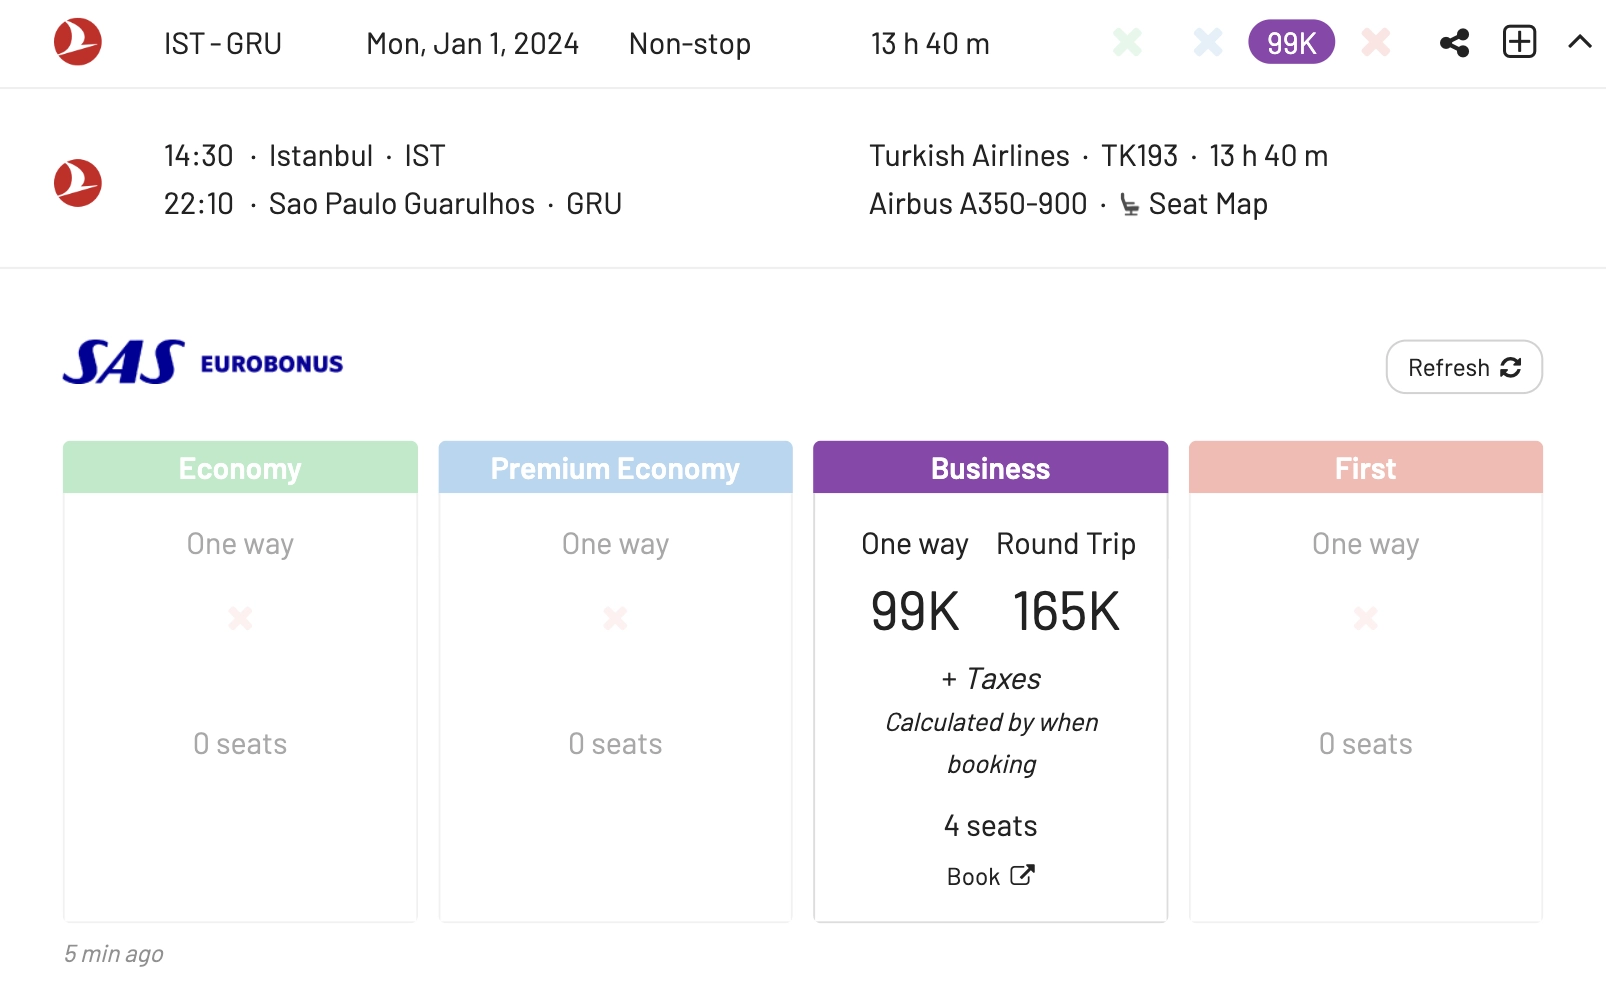 IST - GRU Mon, Jan 1, 2024 Non-stop 13 h 40 m 99K
14:30 · Istanbul · IST Turkish Airlines · TK193 · 13 h 40 m
22:10 · Sao Paulo Guarulhos · GRU Airbus A350-900 · Seat Map
SAS EUROBONUS Refresh
Economy Premium Economy Business First
One way One way One way Round Trip One way
99K 165K
+ Taxes
Calculated by when
booking
0 seats 0 seats 0 seats
4 seats
Book
5 min ago